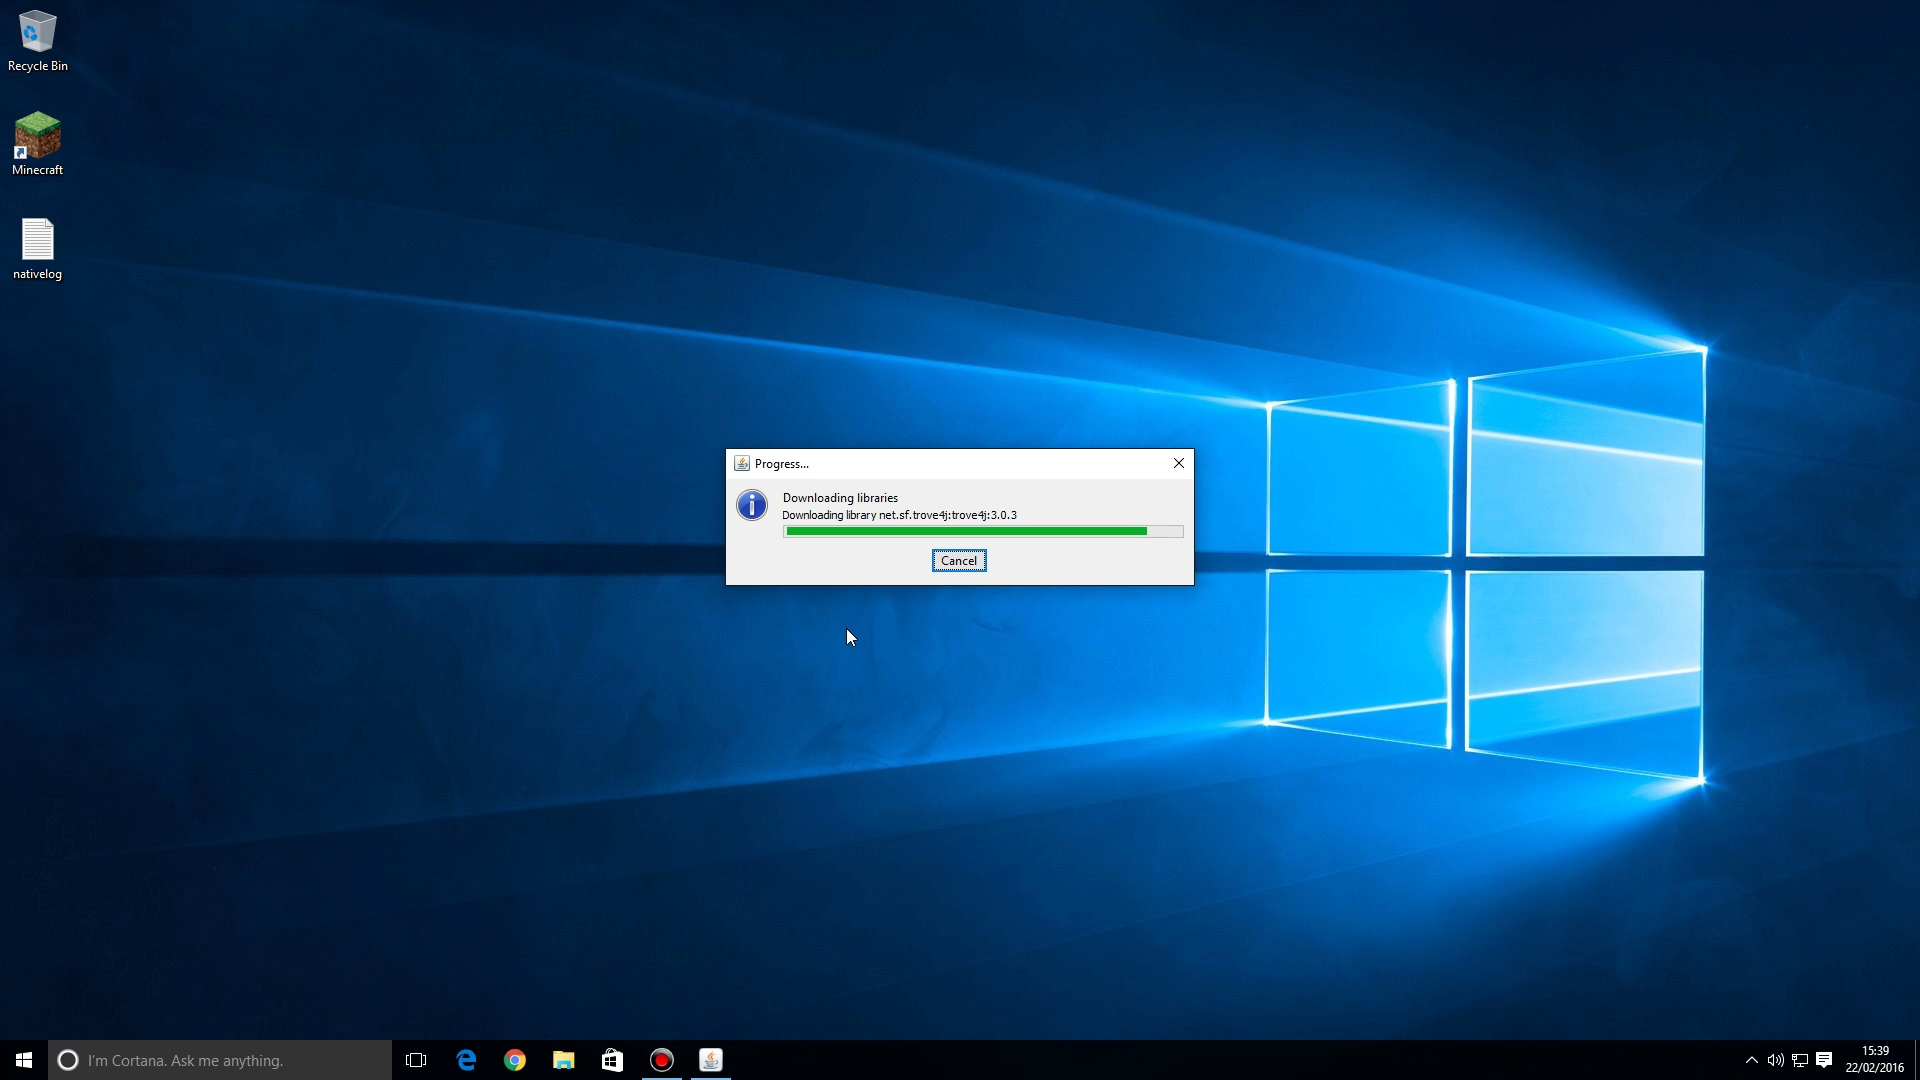 Recycle Bin
Minecraft
nativelog
Progress...
Downloading libraries
Downloading library net.sf.trove4j:trove4j:3.0.3
Cancel
I'm Cortana. Ask me anything.
15:39
22/02/2016